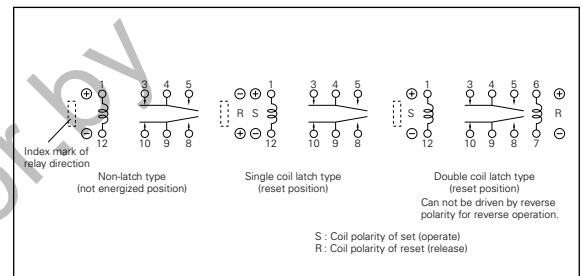 1 3 4 5
12 10 9 8
Index mark of
relay direction
Non-latch type
(not energized position)
1 3 4 5
R S
12 10 9 8
Single coil latch type
(reset position)
1 3 4 5 6
S R
12 10 9 8 7
Double coil latch type
(reset position)
Can not be driven by reverse
polarity for reverse operation.
S : Coil polarity of set (operate)
R : Coil polarity of reset (release)
or.by